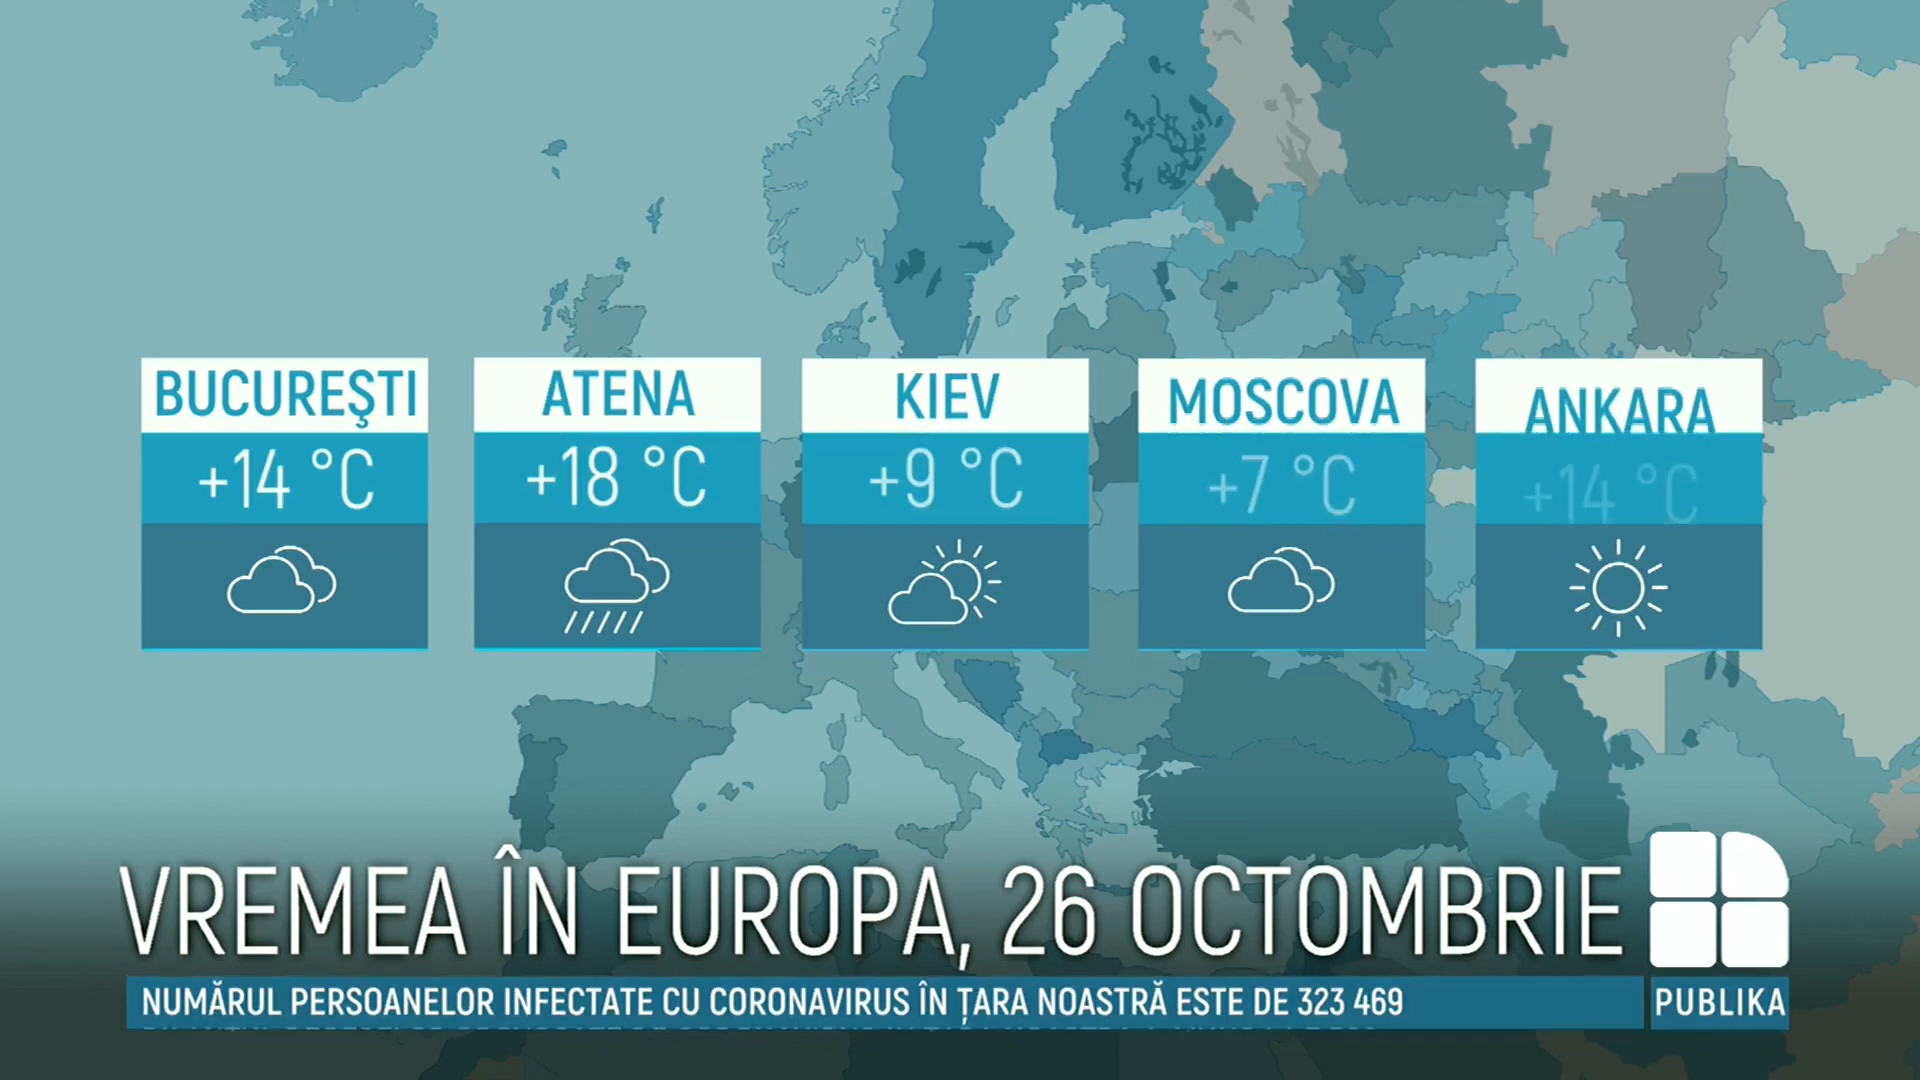 BUCUREŞTI
+14 °C
ATENA
+18 °C
KIEV
+9 °C
MOSCOVA
+7 °C
ANKARA
+14 °C
VREMEA ÎN EUROPA, 26 OCTOMBRIE
NUMĂRUL PERSOANELOR INFECTATE CU CORONAVIRUS ÎN ȚARA NOASTRĂ ESTE DE 323 469
PUBLIKA